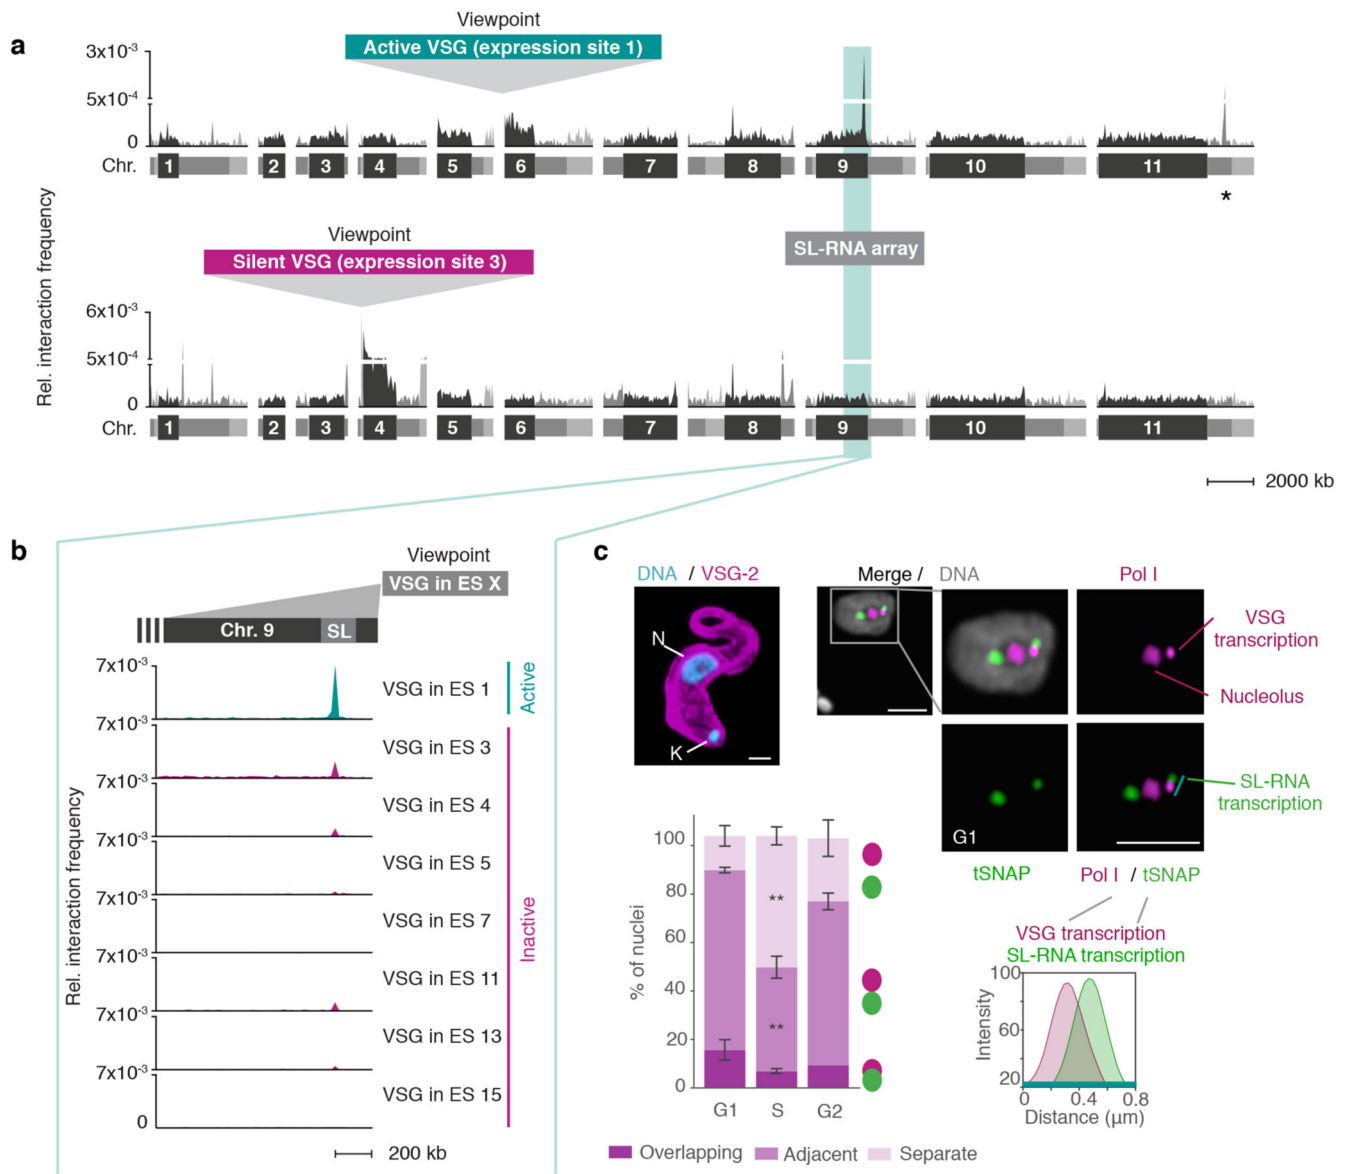 a
Viewpoint
Active VSG (expression site 1)
3x10-3
5x10-4
0
Chr. 1 2 3 4 5 6 7 8 9 10 11
*
Rel. interaction frequency
Viewpoint
Silent VSG (expression site 3)
SL-RNA array
6x10-3
5x10-4
0
Chr. 1 2 3 4 5 6 7 8 9 10 11
2000 kb
b
Viewpoint
VSG in ES X
Chr. 9 SL
Rel. interaction frequency
7x10-3
VSG in ES 1
Active
7x10-3
VSG in ES 3
7x10-3
VSG in ES 4
7x10-3
VSG in ES 5
7x10-3
VSG in ES 7
7x10-3
VSG in ES 11
7x10-3
VSG in ES 13
7x10-3
VSG in ES 15
0
Inactive
200 kb
c
DNA / VSG-2
N
K
Merge / DNA
Pol I
VSG
transcription
Nucleolus
SL-RNA
transcription
G1
tSNAP
Pol I / tSNAP
VSG transcription
SL-RNA transcription
Intensity
100
60
20
0 0.4 0.8
Distance (µm)
% of nuclei
100
80
60
40
20
0
**
**
G1 S G2
Overlapping Adjacent Separate